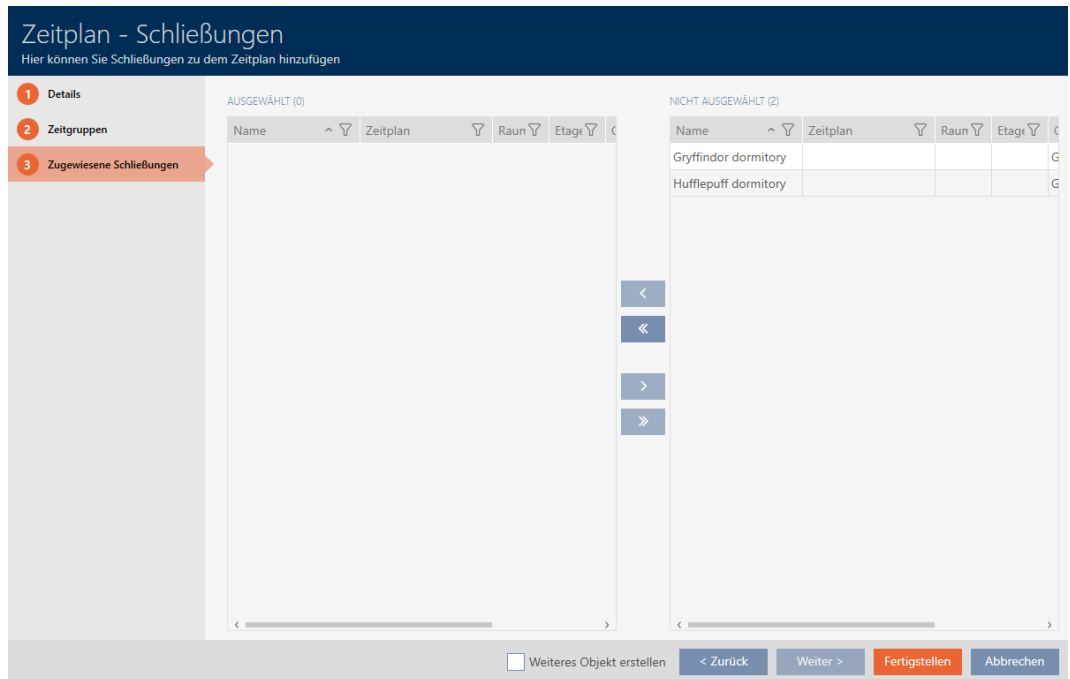 Zeitplan - Schließungen
Hier können Sie Schließungen zu dem Zeitplan hinzufügen
1 Details
2 Zeitgruppen
3 Zugewiesene Schließungen
AUSGEWÄHLT (0)
Name Zeitplan Raum Etage
NICHT AUSGEWÄHLT (2)
Name Zeitplan Raum Etage
Gryffindor dormitory G
Hufflepuff dormitory G
Weiteres Objekt erstellen
< Zurück
Weiter >
Fertigstellen
Abbrechen